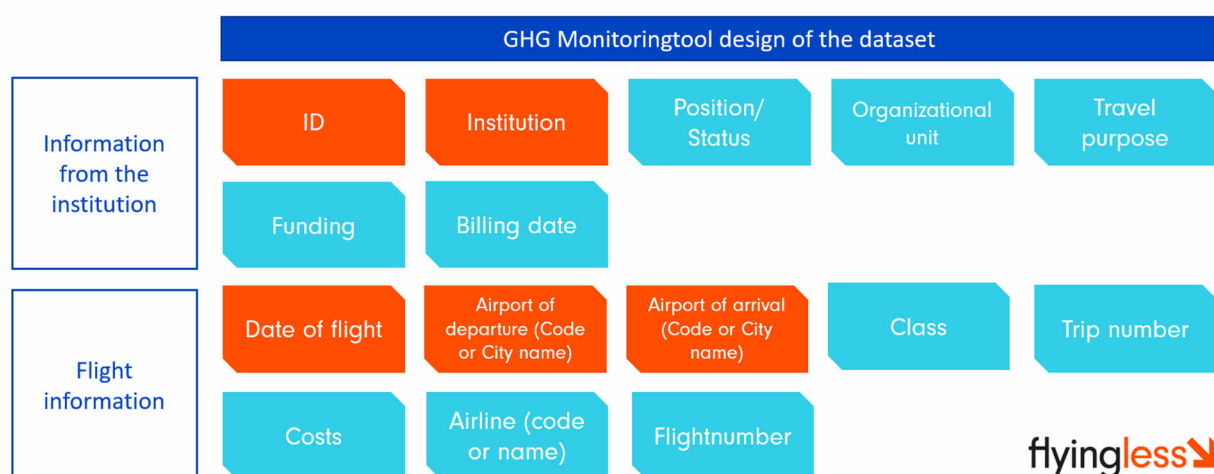 GHG Monitoringtool design of the dataset
Information
from the
institution
ID
Institution
Position/
Status
Organizational
unit
Travel
purpose
Funding
Billing date
Flight
information
Date of flight
Airport of
departure (Code
or City name)
Airport of arrival
(Code or City
name)
Class
Trip number
Costs
Airline (code
or name)
Flightnumber
flyingless